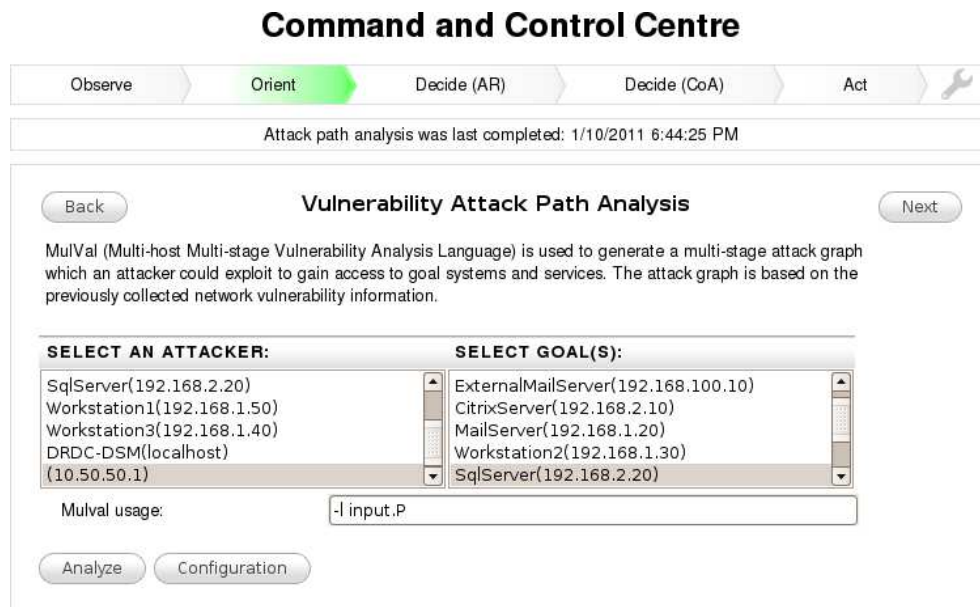 Command and Control Centre
Observe
Orient
Decide (AR)
Decide (CoA)
Act
Attack path analysis was last completed: 1/10/2011 6:44:25 PM
Back
Vulnerability Attack Path Analysis
Next
MulVal (Multi-host Multi-stage Vulnerability Analysis Language) is used to generate a multi-stage attack graph
which an attacker could exploit to gain access to goal systems and services. The attack graph is based on the
previously collected network vulnerability information.
SELECT AN ATTACKER:
SqlServer(192.168.2.20)
Workstation1(192.168.1.50)
Workstation3(192.168.1.40)
DRDC-DSM(localhost)
(10.50.50.1)
SELECT GOAL(S):
ExternalMailServer(192.168.100.10)
CitrixServer(192.168.2.10)
MailServer(192.168.1.20)
Workstation2(192.168.1.30)
SqlServer(192.168.2.20)
Mulval usage:
-l input.P
Analyze
Configuration